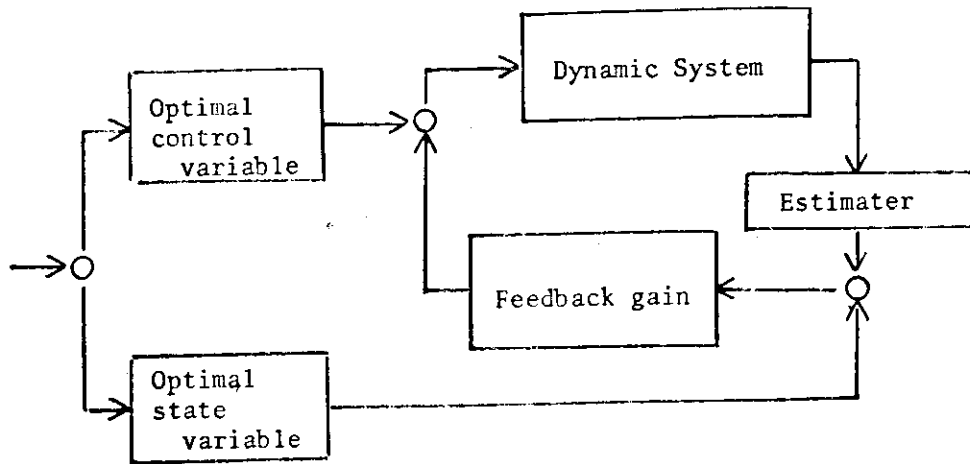 Dynamic System
Optimal
control
variable
Estimater
Feedback gain
Optimal
state
variable